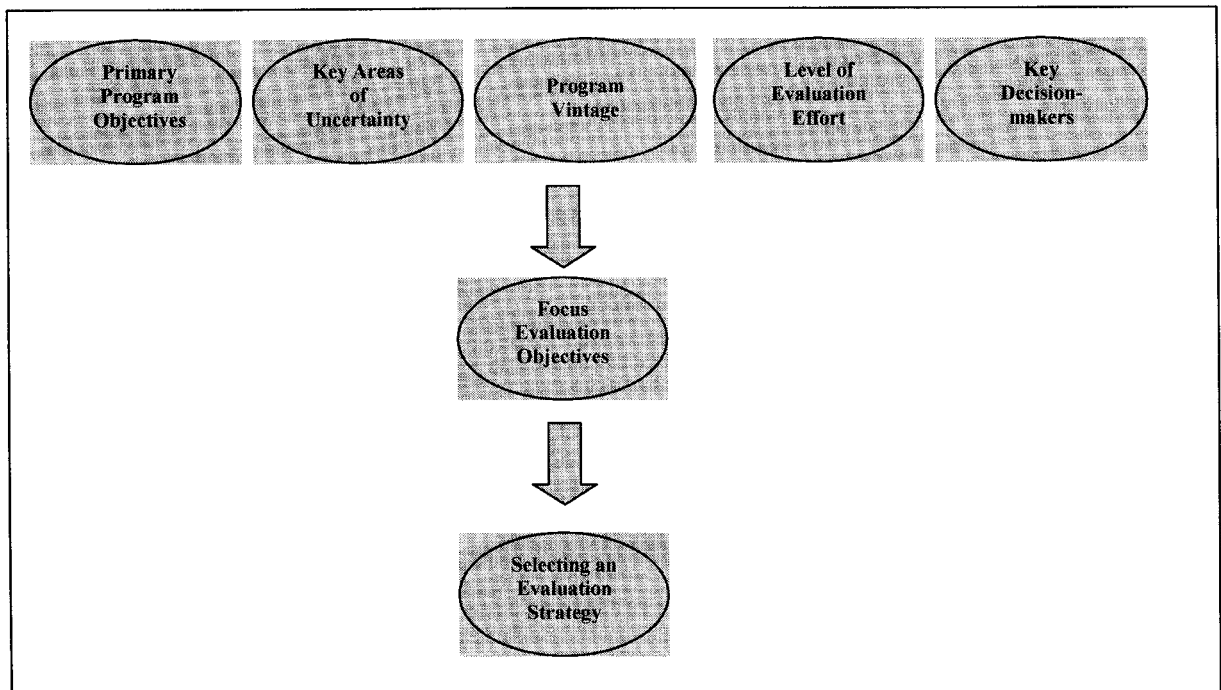 Primary
Program
Objectives
Key Areas
of
Uncertainty
Program
Vintage
Level of
Evaluation
Effort
Key
Decision-
makers
Focus
Evaluation
Objectives
Selecting an
Evaluation
Strategy